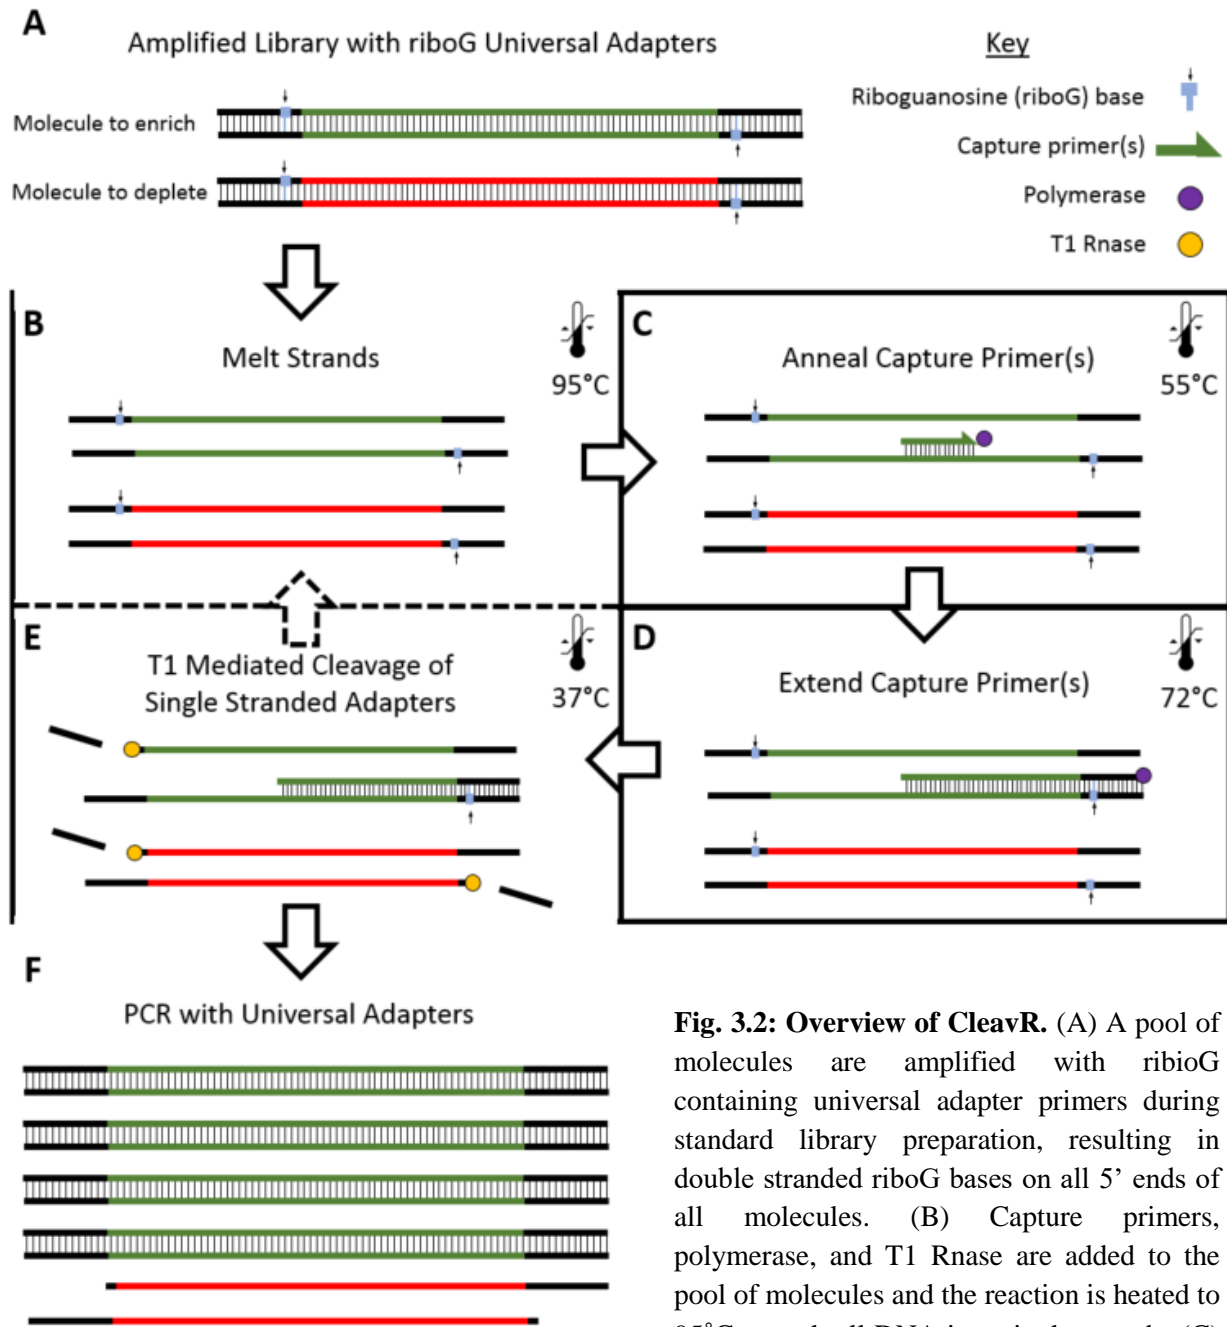 A
Amplified Library with riboG Universal Adapters
Key
Molecule to enrich
Molecule to deplete
Riboguanosine (riboG) base
Capture primer(s)
Polymerase
T1 Rnase
B
Melt Strands
95°C
C
Anneal Capture Primer(s)
55°C
E
T1 Mediated Cleavage of
Single Stranded Adapters
37°C
D
Extend Capture Primer(s)
72°C
F
PCR with Universal Adapters
Fig. 3.2: Overview of CleavR. (A) A pool of
molecules are amplified with ribioG
containing universal adapter primers during
standard library preparation, resulting in
double stranded riboG bases on all 5’ ends of
all molecules. (B) Capture primers,
polymerase, and T1 Rnase are added to the
pool of molecules and the reaction is heated to